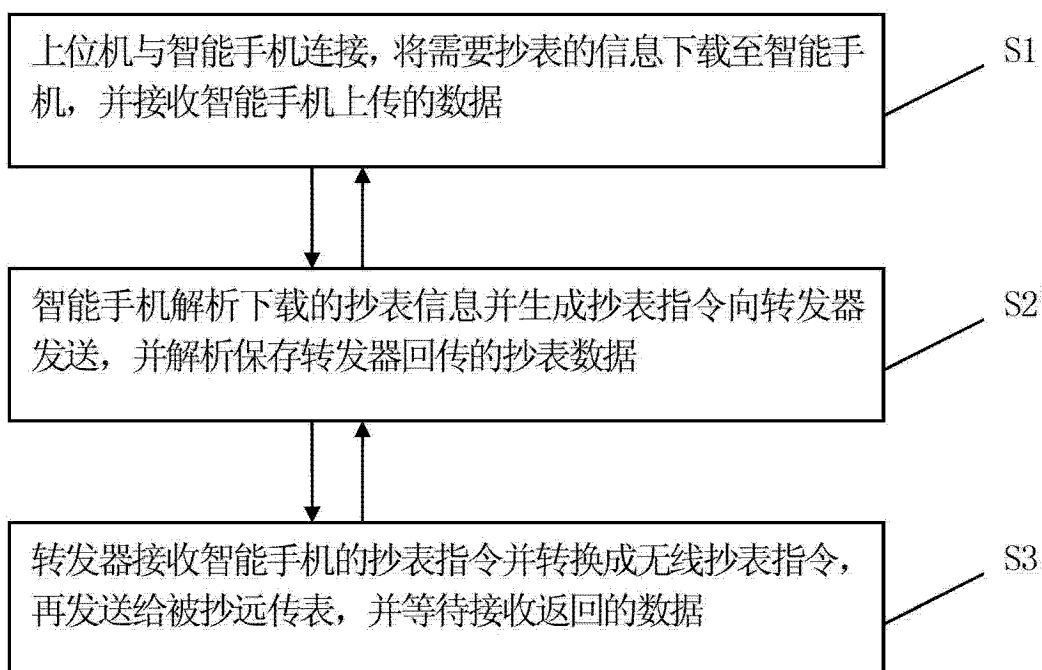 上位机与智能手机连接，将需要抄表的信息下载至智能手
机，并接收智能手机上传的数据
S1
智能手机解析下载的抄表信息并生成抄表指令向转发器
发送，并解析保存转发器回传的抄表数据
S2
转发器接收智能手机的抄表指令并转换成无线抄表指令，
再发送给被抄远传表，并等待接收返回的数据
S3